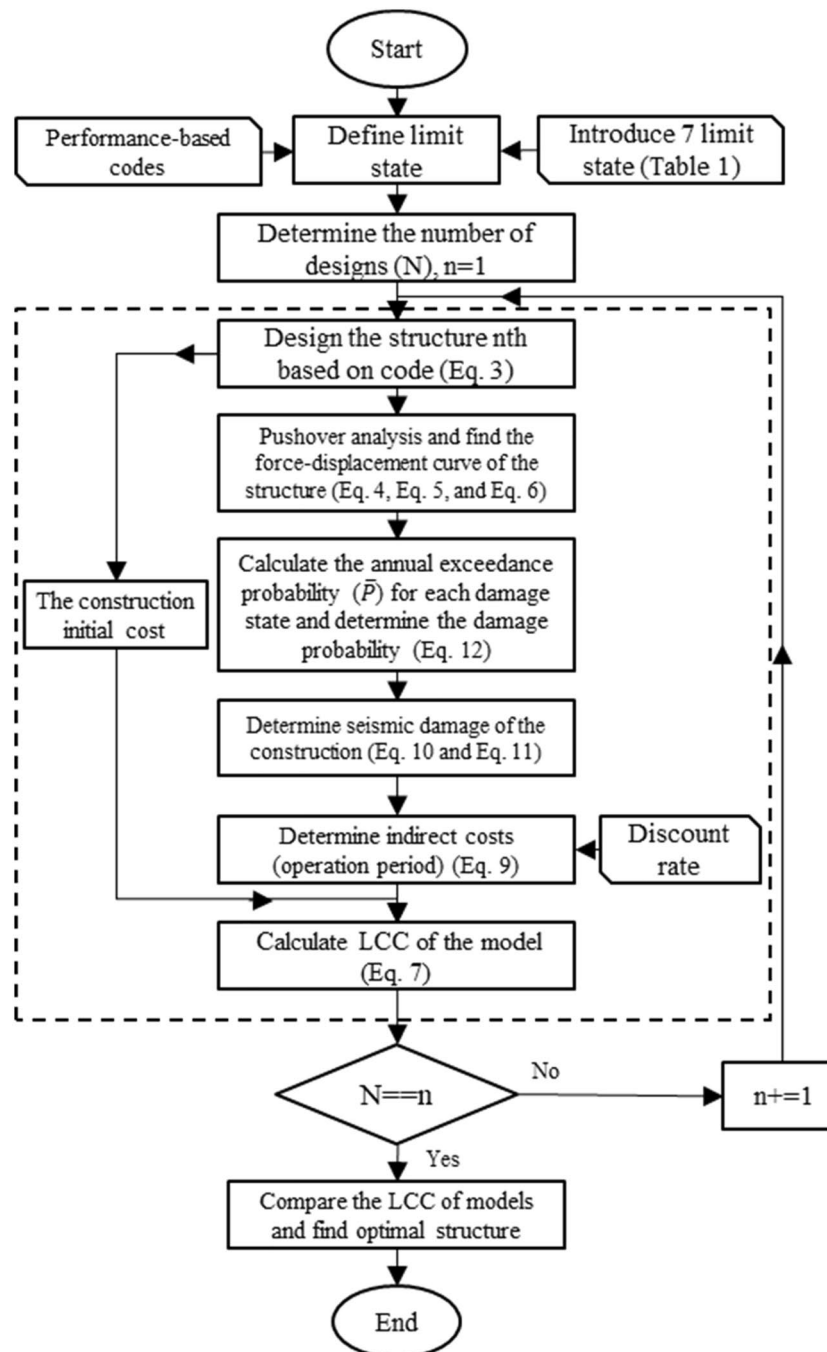 Start
Performance-based
codes
Define limit
state
Introduce 7 limit
state (Table 1)
Determine the number of
designs (N), n=1
Design the structure nth
based on code (Eq. 3)
Pushover analysis and find the
force-displacement curve of the
structure (Eq. 4, Eq. 5, and Eq. 6)
Calculate the annual exceedance
probability (P̄) for each damage
state and determine the damage
probability (Eq. 12)
The construction
initial cost
Determine seismic damage of the
construction (Eq. 10 and Eq. 11)
Determine indirect costs
(operation period) (Eq. 9)
Discount
rate
Calculate LCC of the model
(Eq. 7)
N==n
No
n+=1
Yes
Compare the LCC of models
and find optimal structure
End